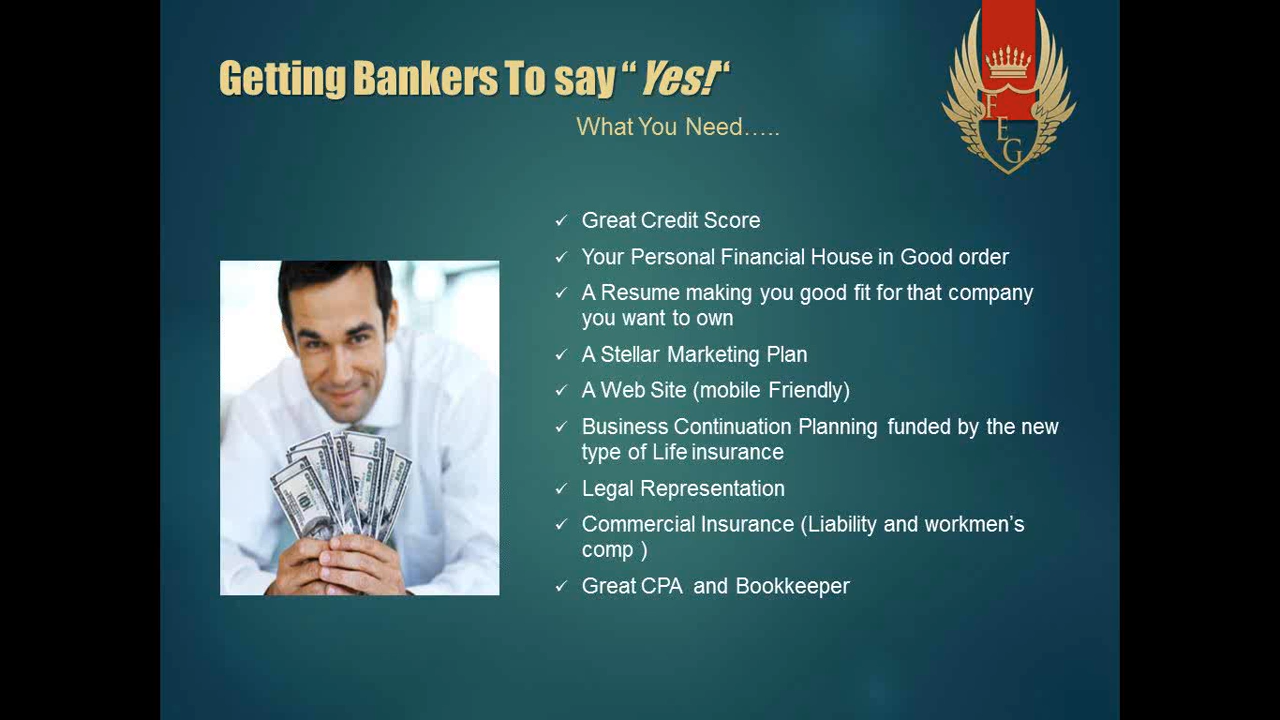 Getting Bankers To say “Yes!“
What You Need…..
F
E
G
✓ Great Credit Score
✓ Your Personal Financial House in Good order
✓ A Resume making you good fit for that company
you want to own
✓ A Stellar Marketing Plan
✓ A Web Site (mobile Friendly)
✓ Business Continuation Planning funded by the new
type of Life insurance
✓ Legal Representation
✓ Commercial Insurance (Liability and workmen’s
comp )
✓ Great CPA and Bookkeeper